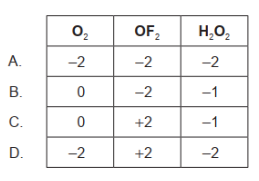 O₂ OF₂ H₂O₂
A. –2 –2 –2
B. 0 –2 –1
C. 0 +2 –1
D. –2 +2 –2